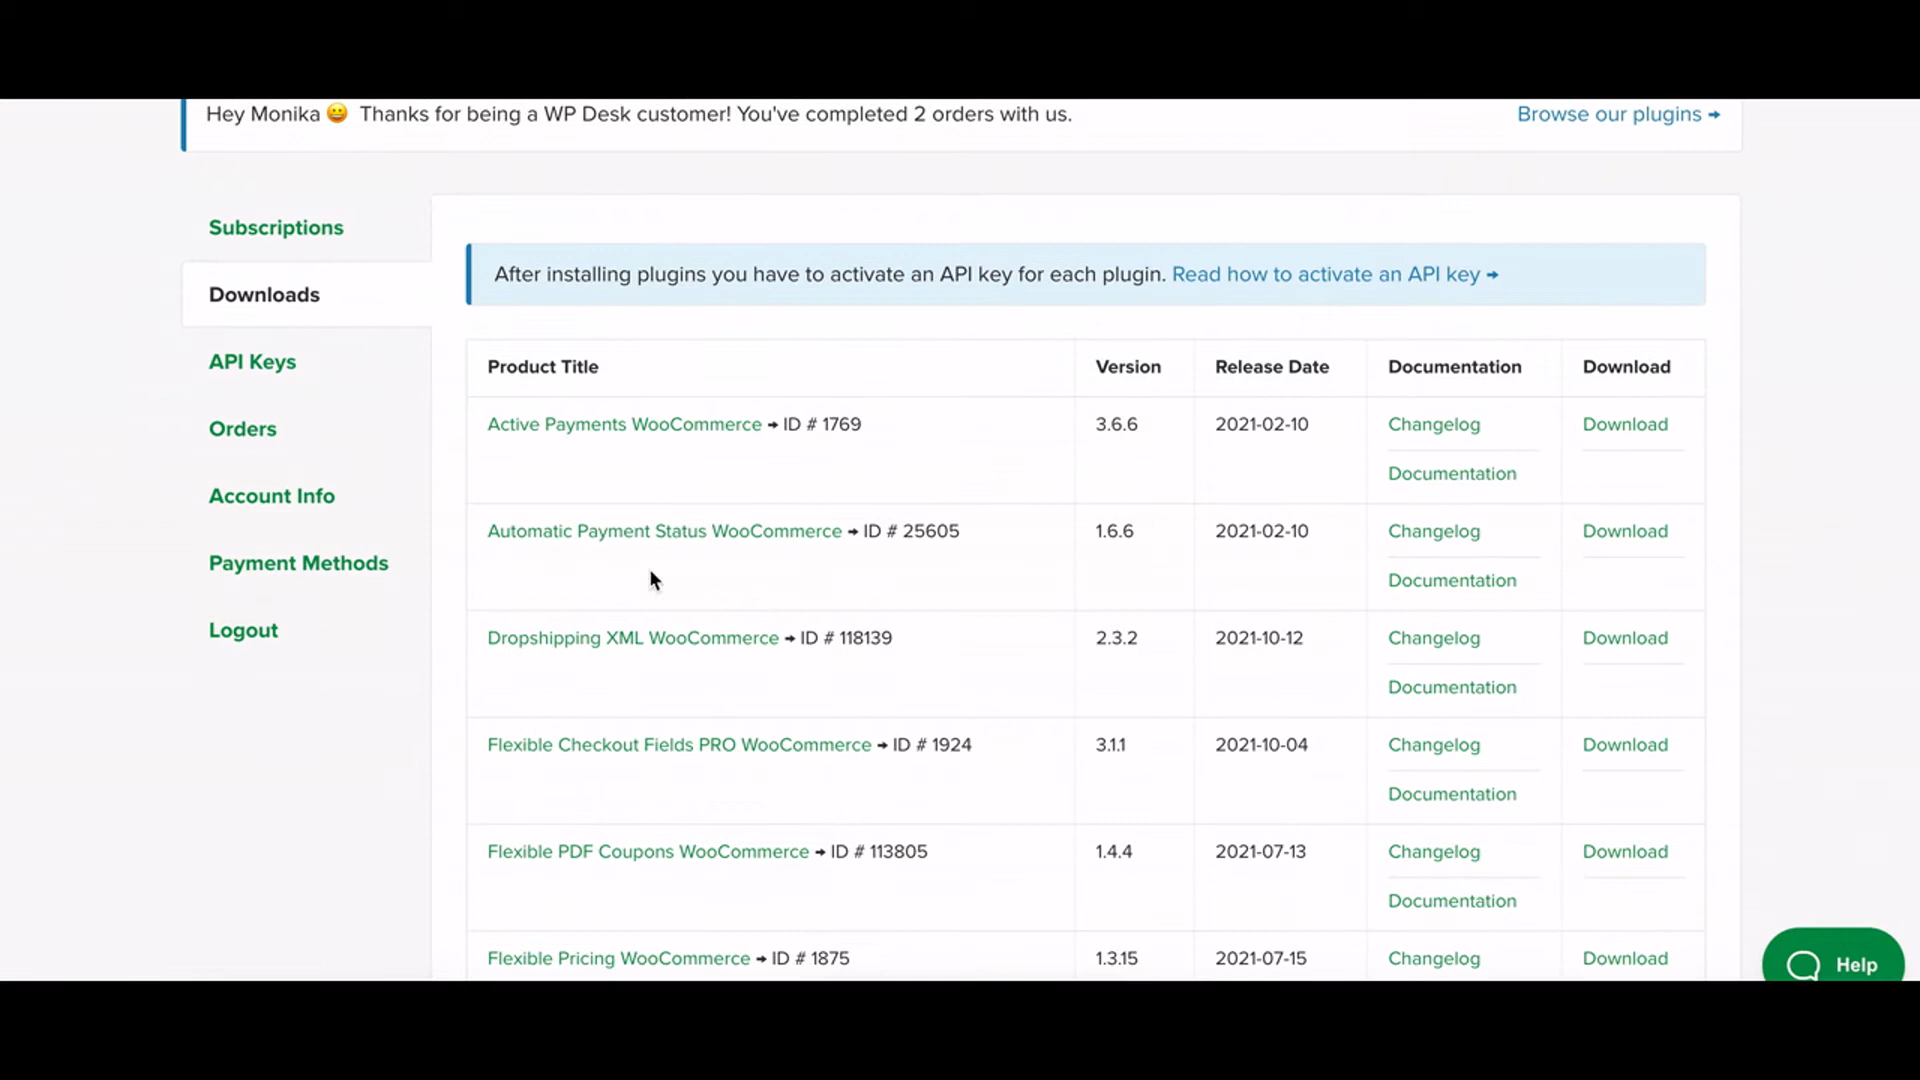 Hey Monika 😀 Thanks for being a WP Desk customer! You've completed 2 orders with us.
Browse our plugins ➞
Subscriptions
Downloads
API Keys
Orders
Account Info
Payment Methods
Logout
After installing plugins you have to activate an API key for each plugin. Read how to activate an API key ➞
Product Title Version Release Date Documentation Download
Active Payments WooCommerce ➞ ID # 1769 3.6.6 2021-02-10 Changelog Download
Documentation
Automatic Payment Status WooCommerce ➞ ID # 25605 1.6.6 2021-02-10 Changelog Download
Documentation
Dropshipping XML WooCommerce ➞ ID # 118139 2.3.2 2021-10-12 Changelog Download
Documentation
Flexible Checkout Fields PRO WooCommerce ➞ ID # 1924 3.1.1 2021-10-04 Changelog Download
Documentation
Flexible PDF Coupons WooCommerce ➞ ID # 113805 1.4.4 2021-07-13 Changelog Download
Documentation
Flexible Pricing WooCommerce ➞ ID # 1875 1.3.15 2021-07-15 Changelog Download
Help